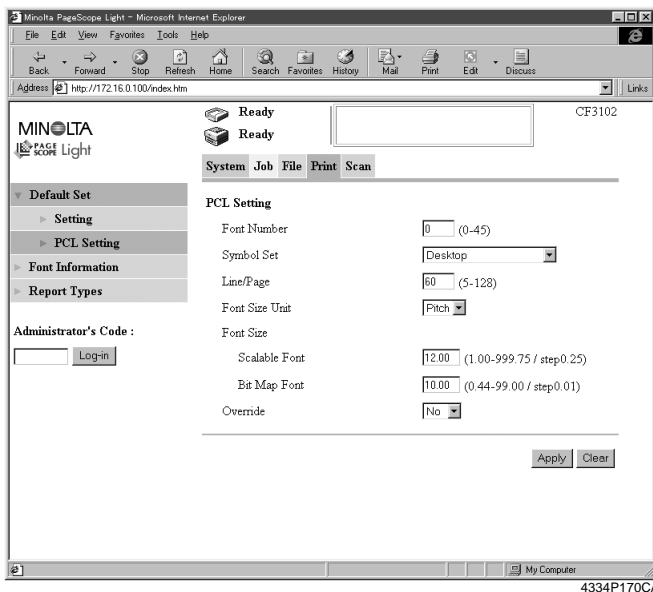 Minolta PageScope Light - Microsoft Internet Explorer
File Edit View Favorites Tools Help
Back Forward Stop Refresh Home Search Favorites History Mail Print Edit Discuss
Address http://172.16.0.100/index.htm Links
MINOLTA
PAGE SCOPE Light
Ready
Ready
CF3102
System Job File Print Scan
Default Set
Setting
PCL Setting
Font Information
Report Types
Administrator's Code :
Log-in
PCL Setting
Font Number 0 (0-45)
Symbol Set Desktop
Line/Page 60 (5-128)
Font Size Unit Pitch
Font Size
Scalable Font 12.00 (1.00-999.75 / step0.25)
Bit Map Font 10.00 (0.44-99.00 / step0.01)
Override No
Apply Clear
My Computer
4334P170CA